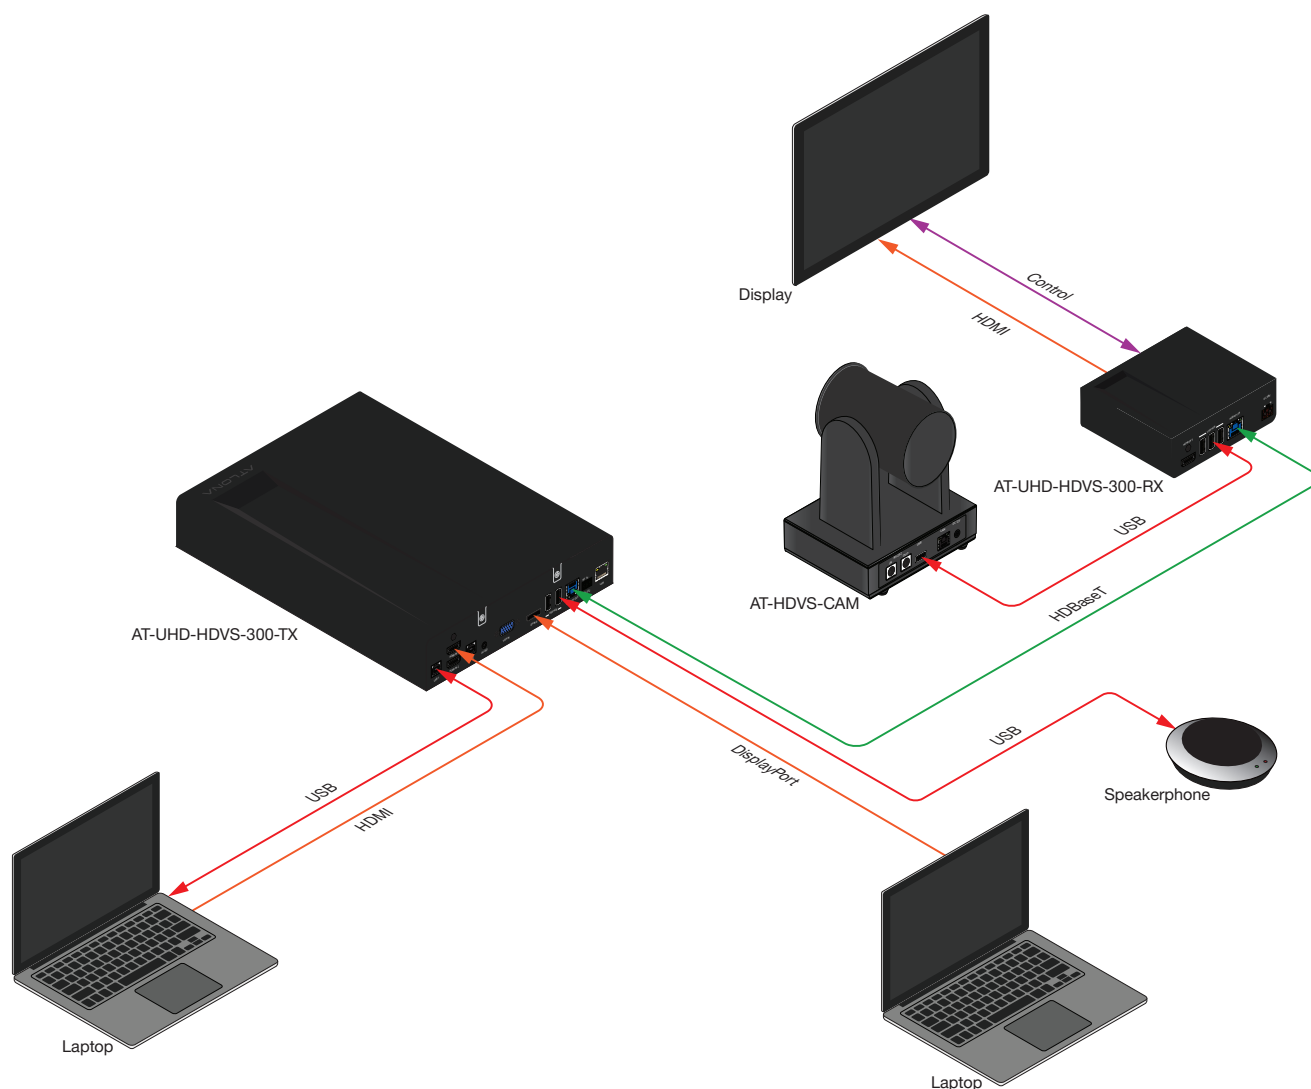 Display
Control
HDMI
AT-UHD-HDVS-300-RX
USB
AT-HDVS-CAM
HDBaseT
ATLONA
AT-UHD-HDVS-300-TX
USB
DisplayPort
USB
HDMI
Speakerphone
Laptop
Laptop